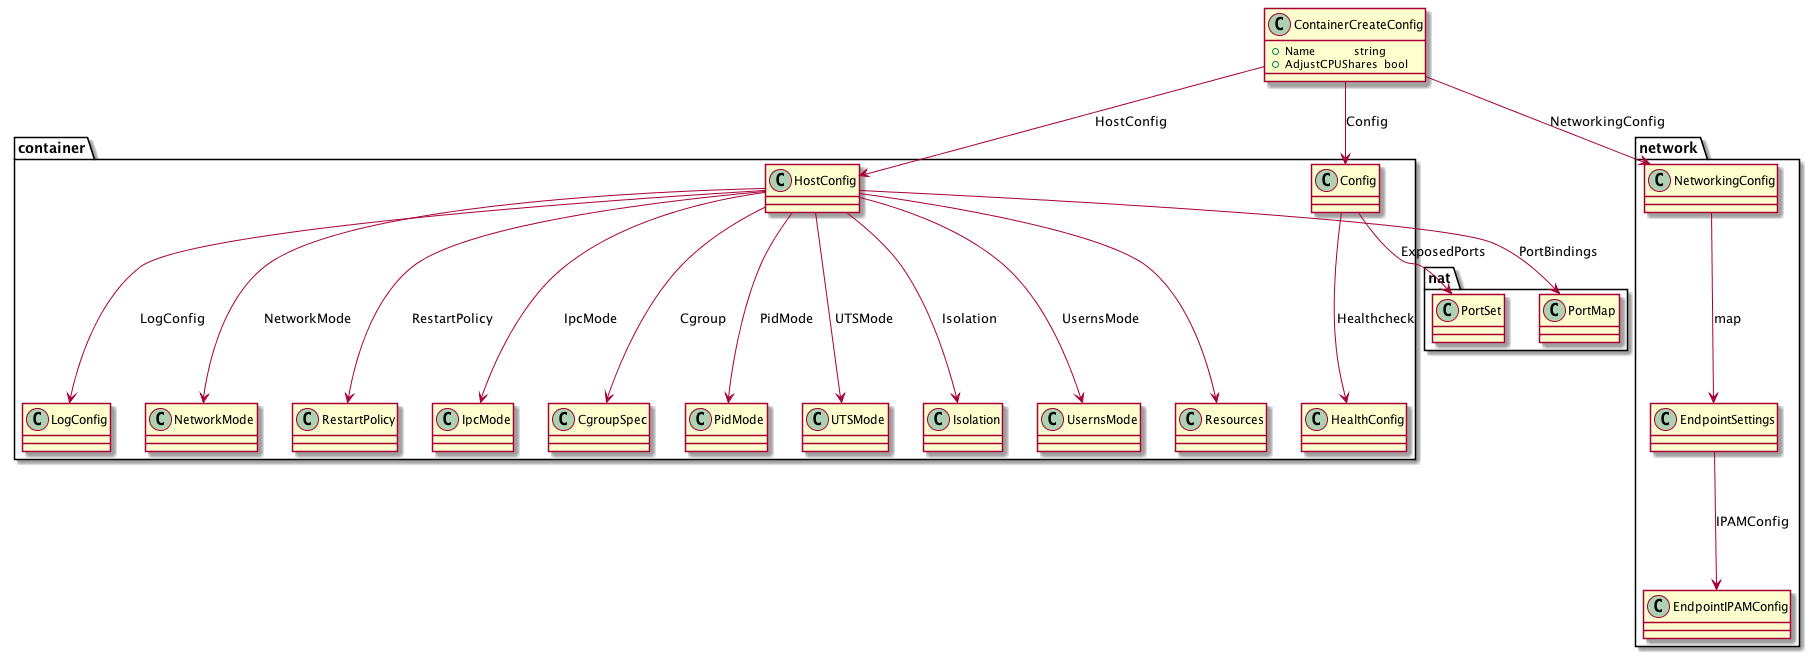 C ContainerCreateConfig
Name string
AdjustCPUShares bool
HostConfig
Config
NetworkingConfig
container
network
C HostConfig
C Config
C NetworkingConfig
ExposedPorts
PortBindings
nat
C PortSet
C PortMap
LogConfig
NetworkMode
RestartPolicy
IpcMode
Cgroup
PidMode
UTSMode
Isolation
UsernsMode
Healthcheck
map
C LogConfig
C NetworkMode
C RestartPolicy
C IpcMode
C CgroupSpec
C PidMode
C UTSMode
C Isolation
C UsernsMode
C Resources
C HealthConfig
C EndpointSettings
IPAMConfig
C EndpointIPAMConfig